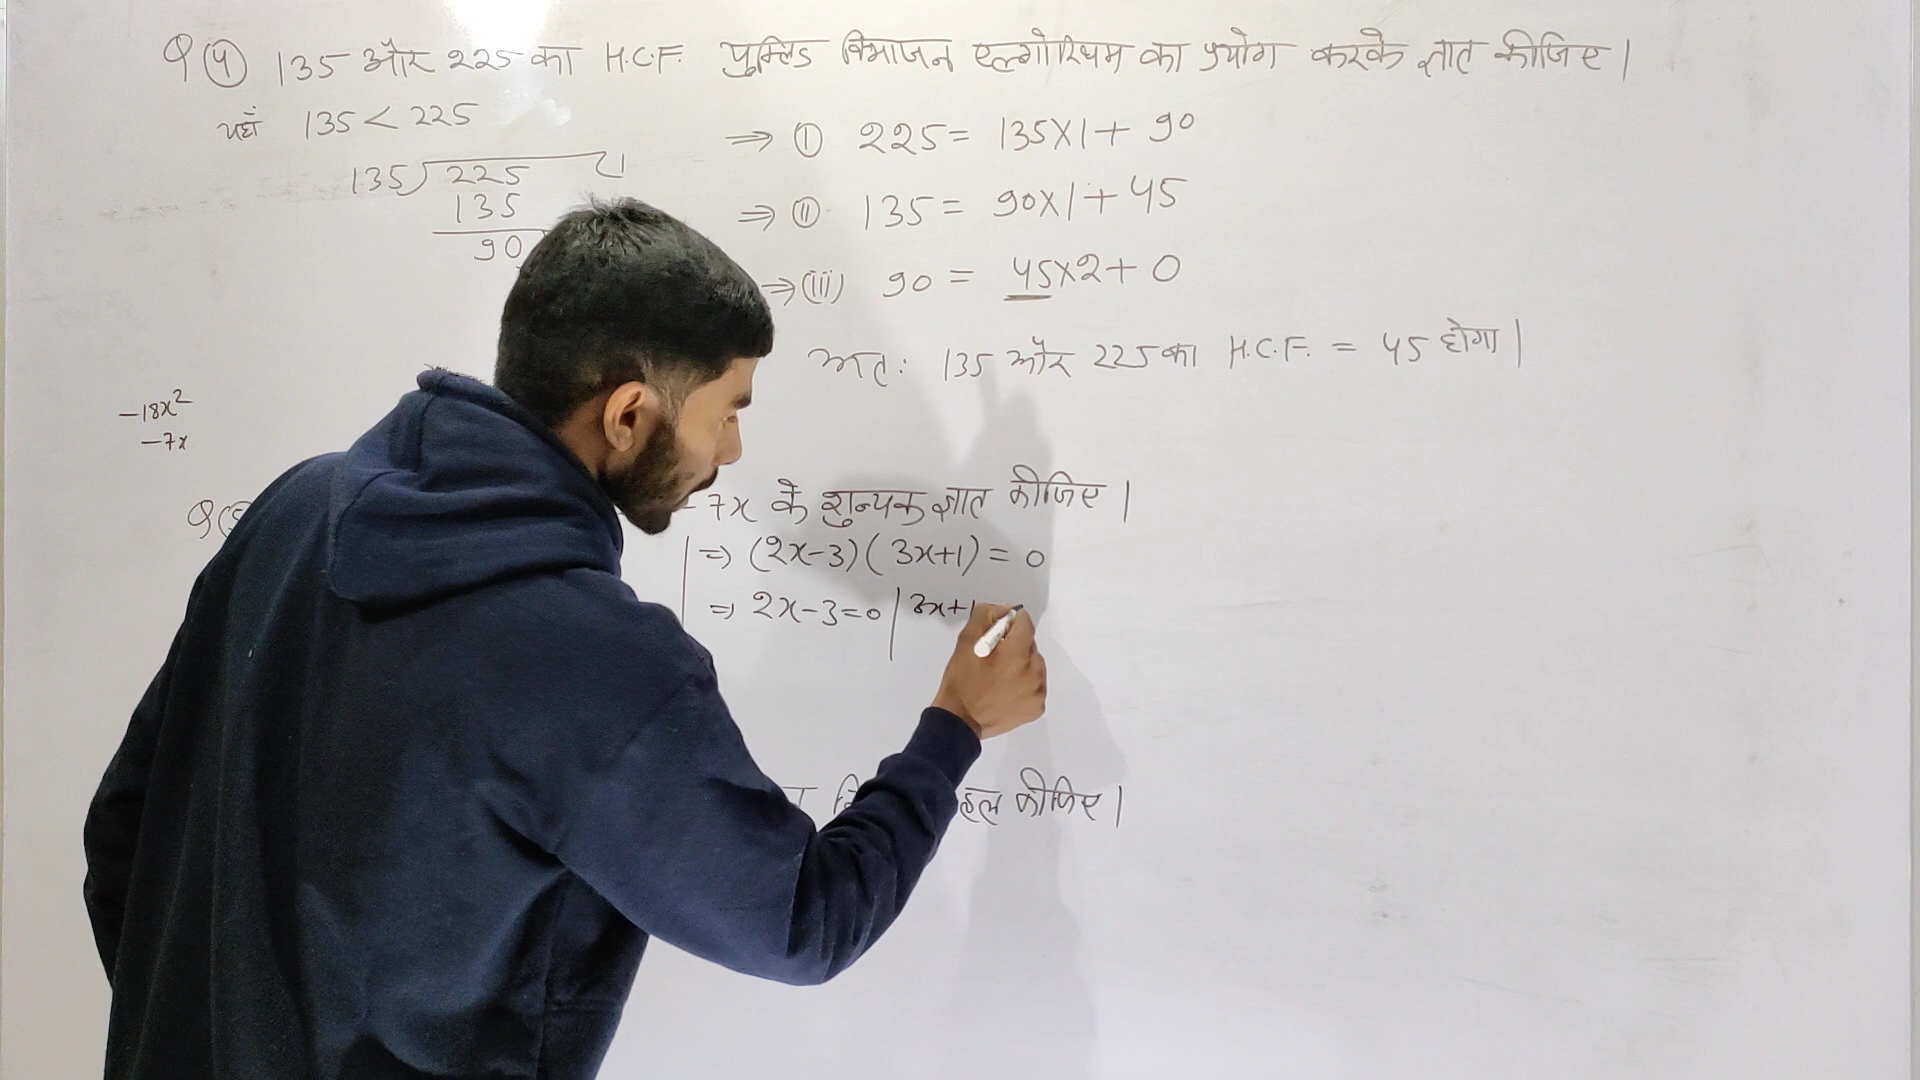 Q (4) 135 और 225 का H.C.F. युक्लिड विभाजन एल्गोरिथम का प्रयोग करके ज्ञात कीजिए।
यहाँ 135 < 225
135) 225 ( 1
135
90
⇒ (i) 225 = 135×1 + 90
⇒ (ii) 135 = 90×1 + 45
⇒ (iii) 90 = 45×2 + 0
अतः 135 और 225 का H.C.F. = 45 होगा।
-18x²
-7x
Q
- 7x के शुन्यक ज्ञात कीजिए।
⇒ (2x-3)(3x+1) = 0
⇒ 2x-3=0 | 3x+1
हल कीजिए।